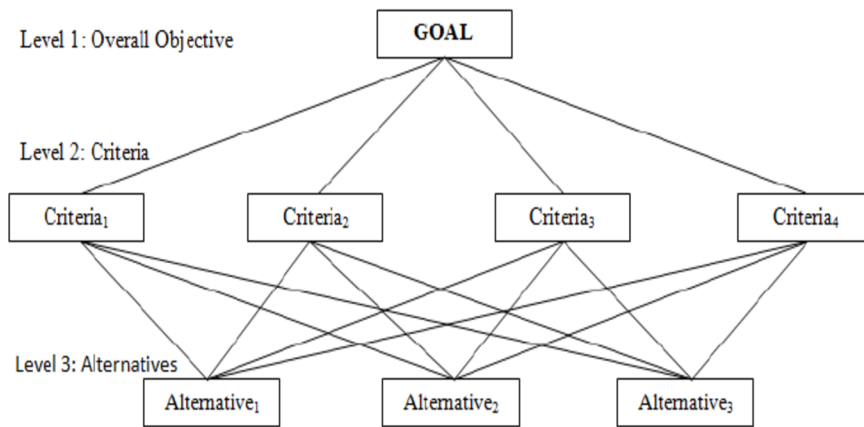 GOAL
Level 1: Overall Objective
Level 2: Criteria
Criteria₁ Criteria₂ Criteria₃ Criteria₄
Level 3: Alternatives
Alternative₁ Alternative₂ Alternative₃